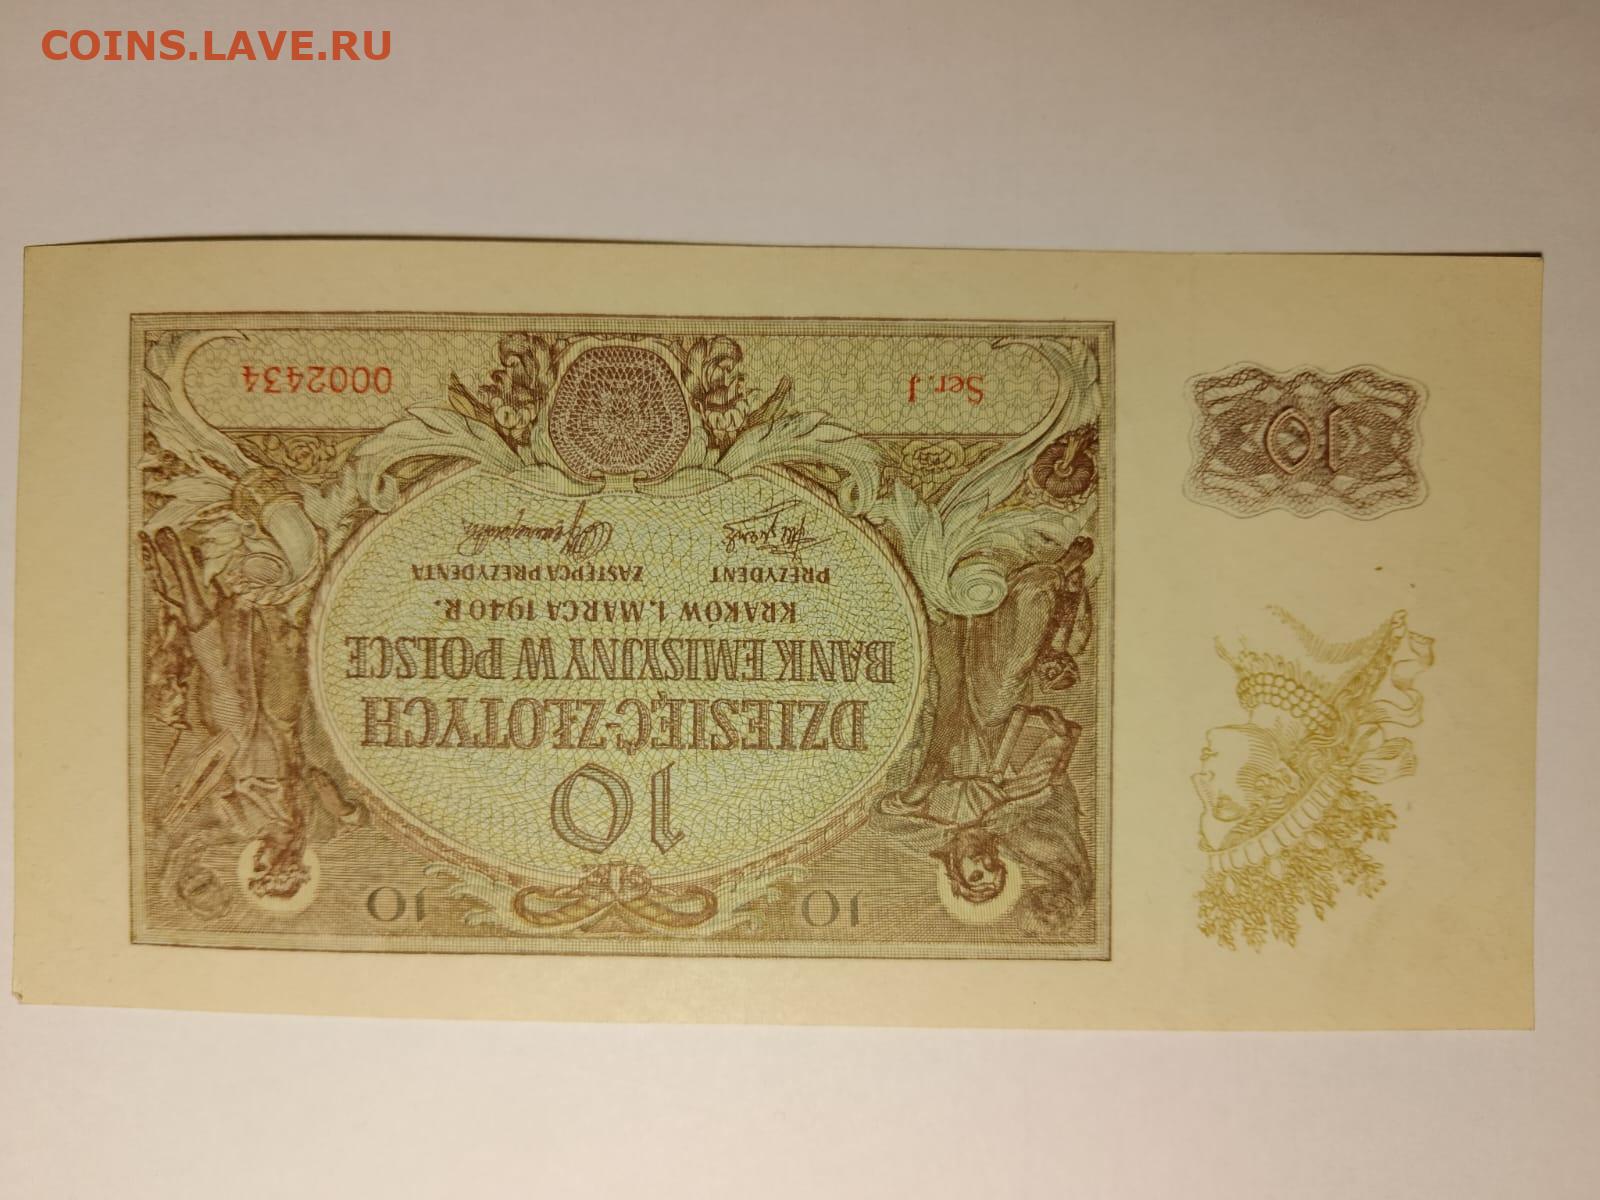 COINS.LAVE.RU
10 10
10
DZIESIĘĆ-ZŁOTYCH
BANK EMISYJNY W POLSCE
KRAKÓW 1. MARCA 1940 R.
PREZYDENT ZASTĘPCA PREZYDENTA
10
Ser. J 0002434